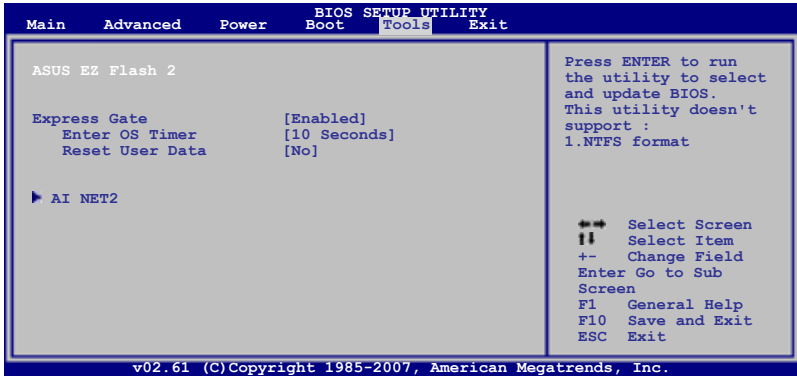 BIOS SETUP UTILITY
Main Advanced Power Boot Tools Exit
ASUS EZ Flash 2
Express Gate [Enabled]
Enter OS Timer [10 Seconds]
Reset User Data [No]
AI NET2
Press ENTER to run
the utility to select
and update BIOS.
This utility doesn't
support :
1.NTFS format
Select Screen
Select Item
+- Change Field
Enter Go to Sub
Screen
F1 General Help
F10 Save and Exit
ESC Exit
v02.61 (C)Copyright 1985-2007, American Megatrends, Inc.